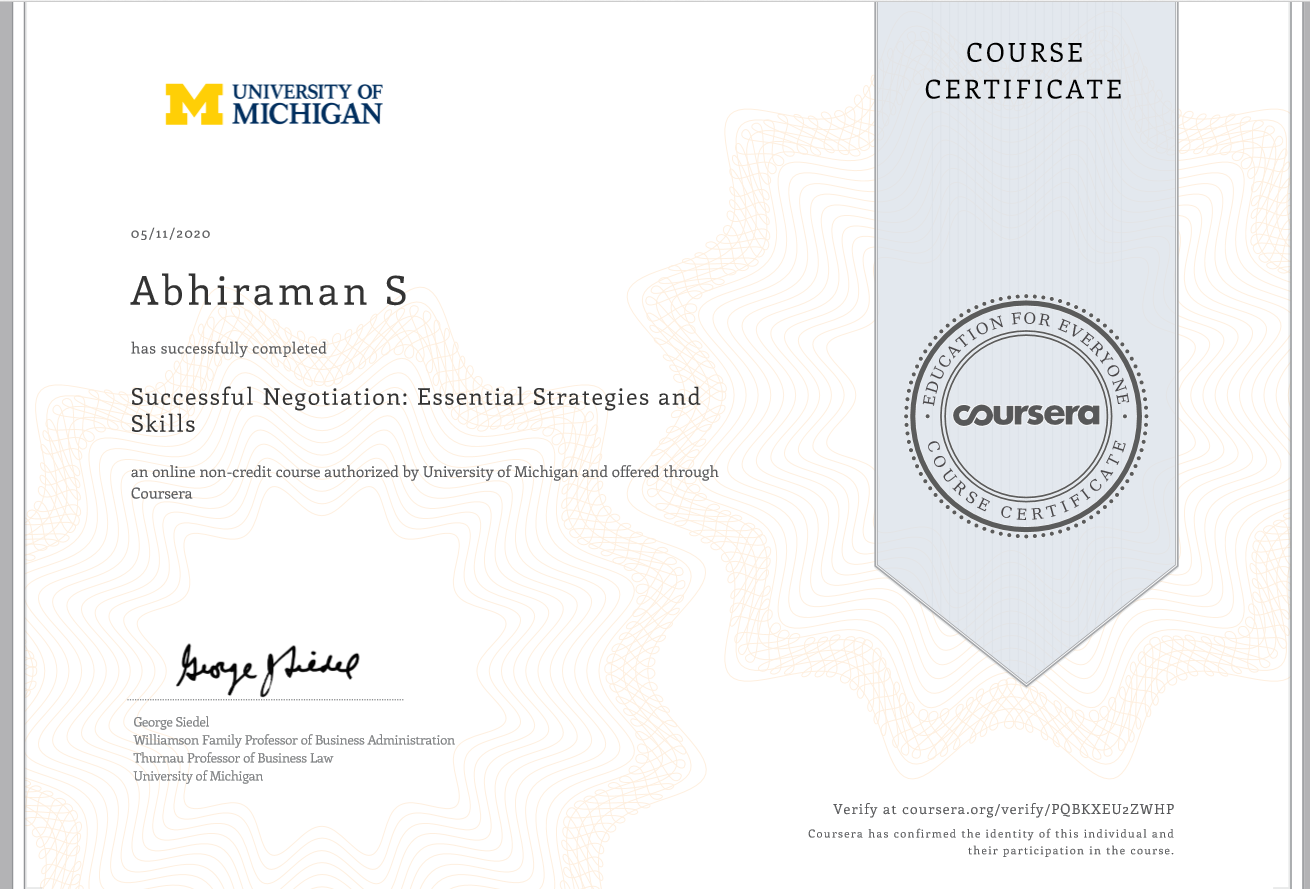 UNIVERSITY OF
MICHIGAN
COURSE
CERTIFICATE
05/11/2020
Abhiraman S
has successfully completed
Successful Negotiation: Essential Strategies and
Skills
an online non-credit course authorized by University of Michigan and offered through
Coursera
EDUCATION FOR EVERYONE
coursera
COURSE CERTIFICATE
George J Siedel
George Siedel
Williamson Family Professor of Business Administration
Thurnau Professor of Business Law
University of Michigan
Verify at coursera.org/verify/PQBKXEU2ZWHP
Coursera has confirmed the identity of this individual and
their participation in the course.